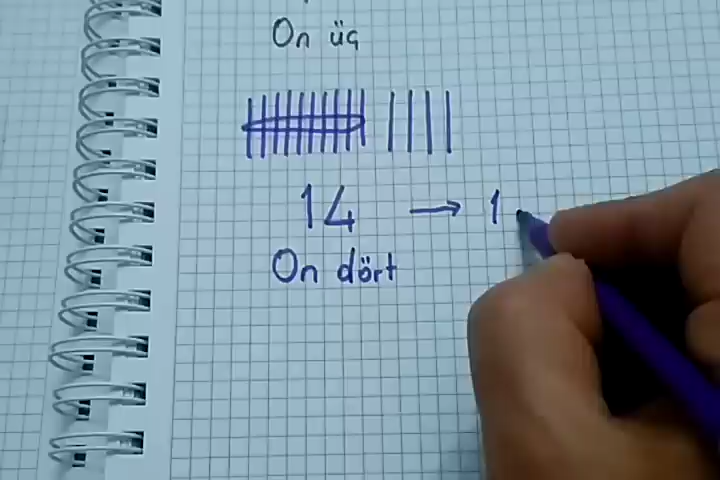 On üç
14 → 1
On dört